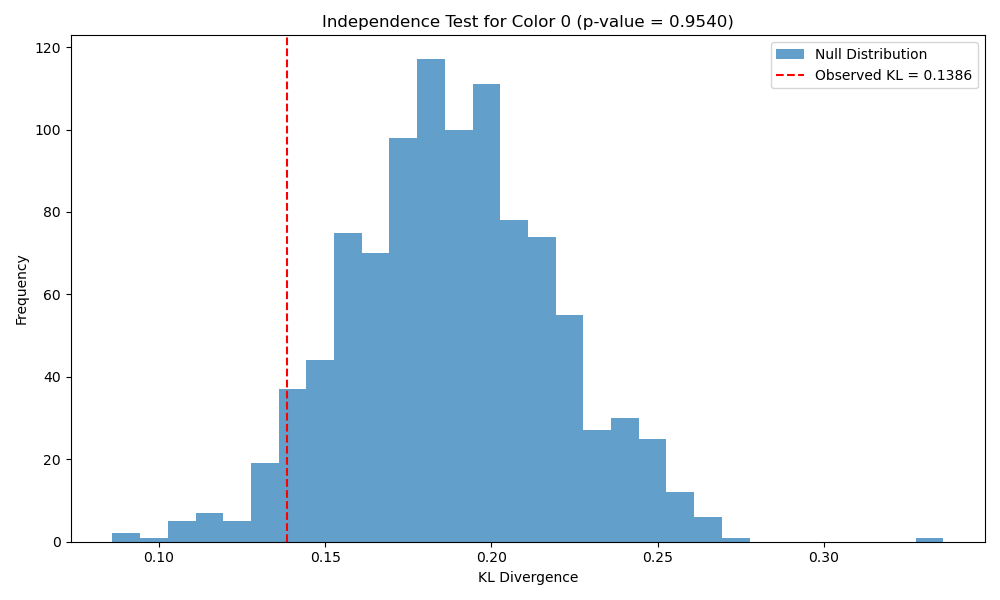 Independence Test for Color 0 (p-value = 0.9540)
Null Distribution
Observed KL = 0.1386
Frequency
120
100
80
60
40
20
0
0.10 0.15 0.20 0.25 0.30
KL Divergence